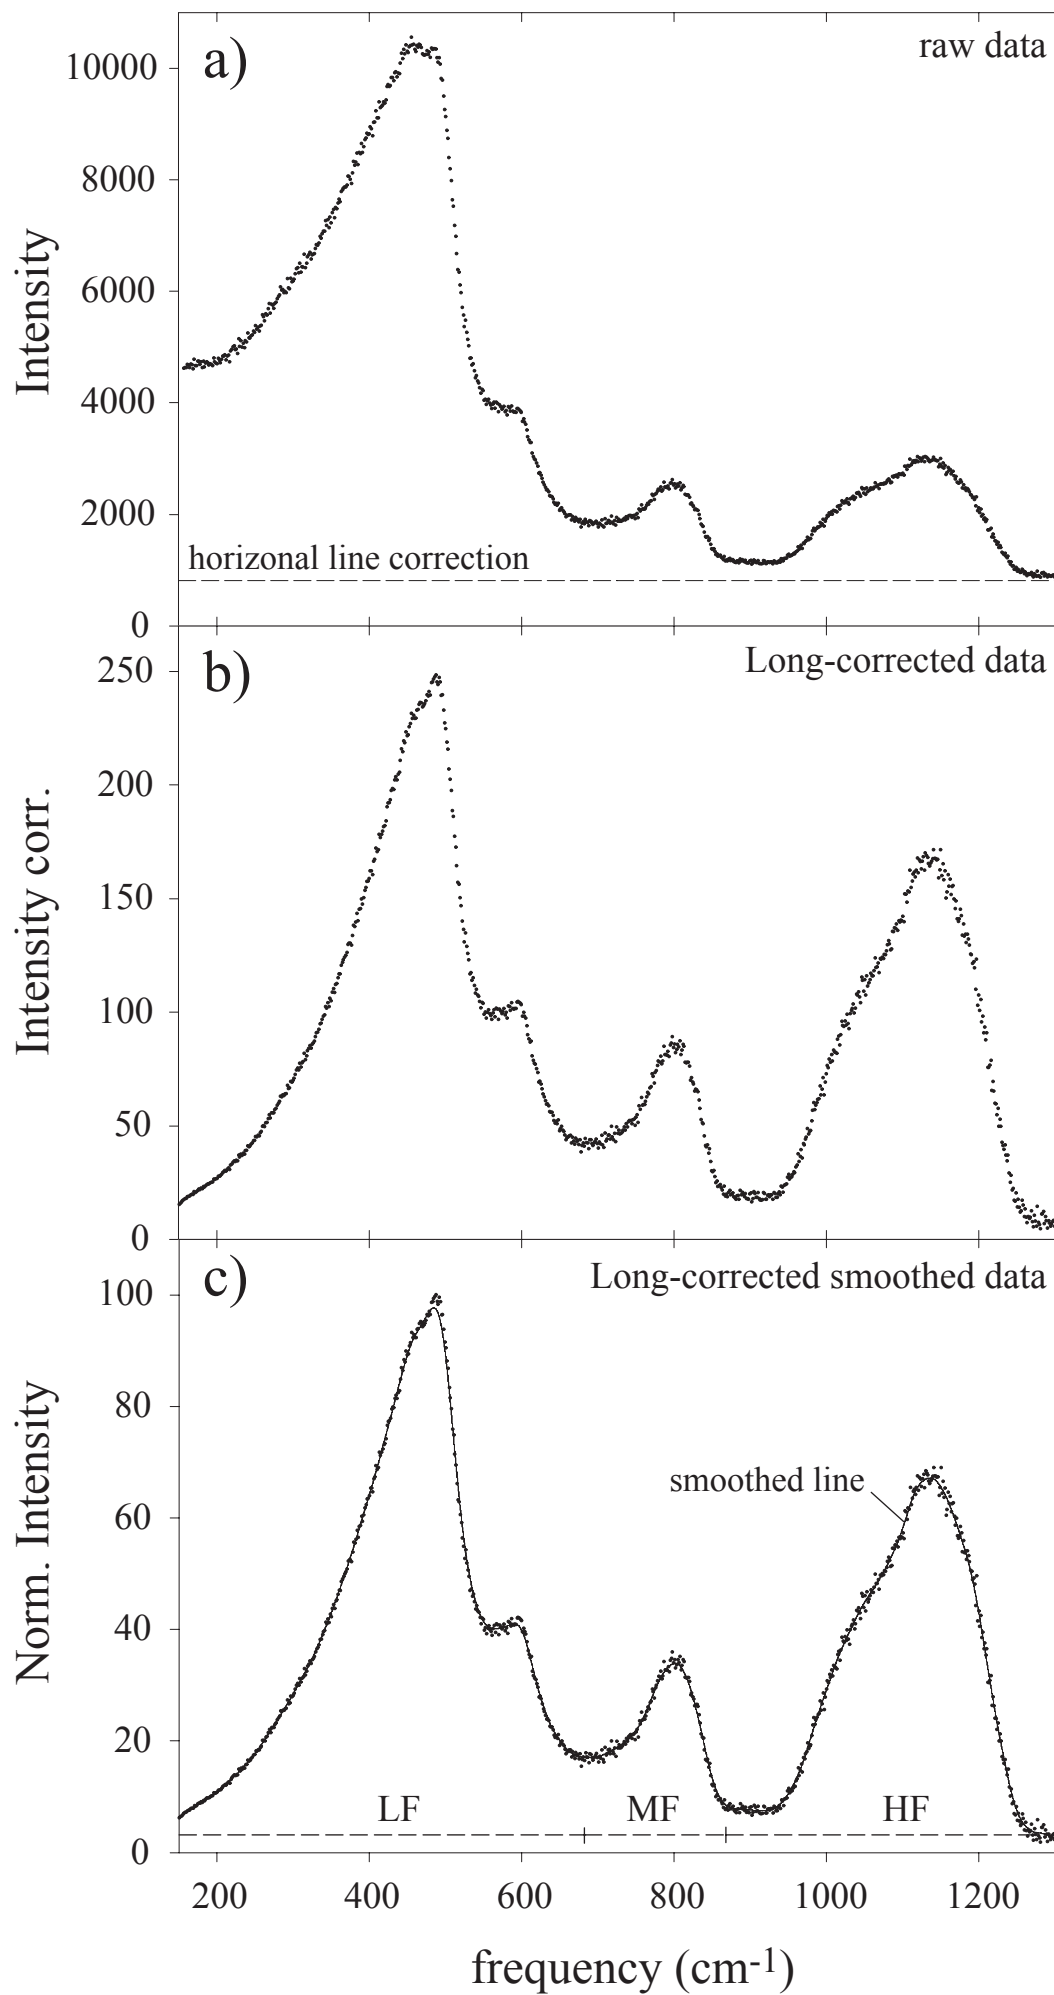 a)
raw data
10000
8000
6000
4000
2000
0
Intensity
horizonal line correction
b)
Long-corrected data
250
200
150
100
50
0
Intensity corr.
c)
Long-corrected smoothed data
100
80
60
40
20
0
Norm. Intensity
smoothed line
LF MF HF
200 400 600 800 1000 1200
frequency (cm-1)